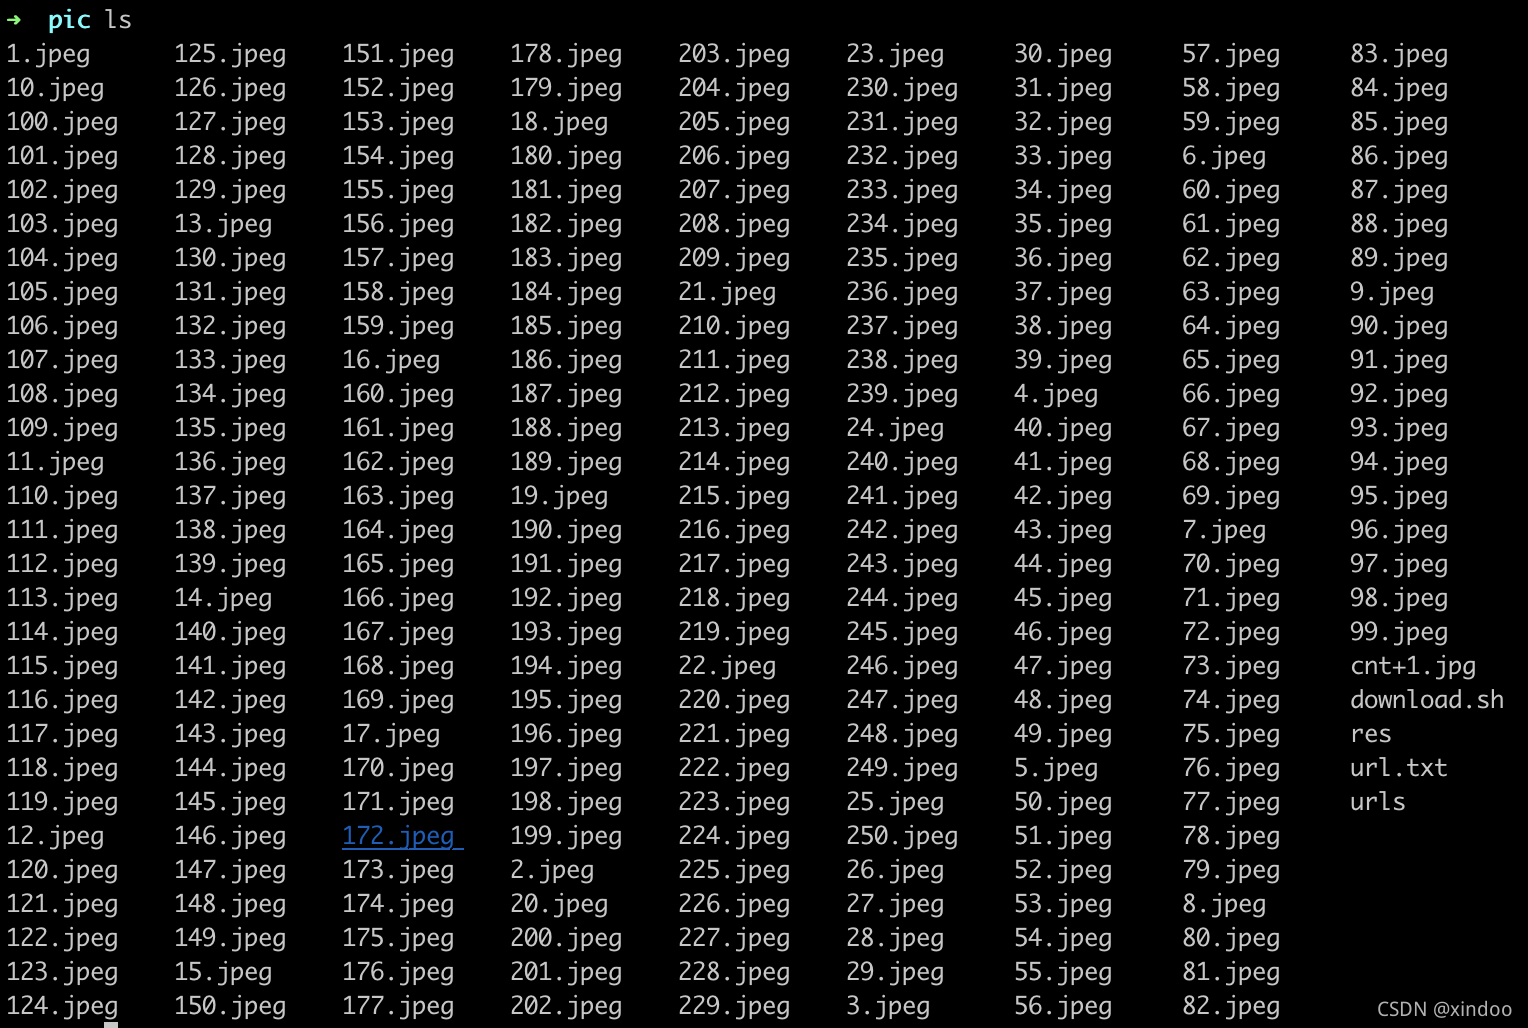 ➜ pic ls
1.jpeg 125.jpeg 151.jpeg 178.jpeg 203.jpeg 23.jpeg 30.jpeg 57.jpeg 83.jpeg
10.jpeg 126.jpeg 152.jpeg 179.jpeg 204.jpeg 230.jpeg 31.jpeg 58.jpeg 84.jpeg
100.jpeg 127.jpeg 153.jpeg 18.jpeg 205.jpeg 231.jpeg 32.jpeg 59.jpeg 85.jpeg
101.jpeg 128.jpeg 154.jpeg 180.jpeg 206.jpeg 232.jpeg 33.jpeg 6.jpeg 86.jpeg
102.jpeg 129.jpeg 155.jpeg 181.jpeg 207.jpeg 233.jpeg 34.jpeg 60.jpeg 87.jpeg
103.jpeg 13.jpeg 156.jpeg 182.jpeg 208.jpeg 234.jpeg 35.jpeg 61.jpeg 88.jpeg
104.jpeg 130.jpeg 157.jpeg 183.jpeg 209.jpeg 235.jpeg 36.jpeg 62.jpeg 89.jpeg
105.jpeg 131.jpeg 158.jpeg 184.jpeg 21.jpeg 236.jpeg 37.jpeg 63.jpeg 9.jpeg
106.jpeg 132.jpeg 159.jpeg 185.jpeg 210.jpeg 237.jpeg 38.jpeg 64.jpeg 90.jpeg
107.jpeg 133.jpeg 16.jpeg 186.jpeg 211.jpeg 238.jpeg 39.jpeg 65.jpeg 91.jpeg
108.jpeg 134.jpeg 160.jpeg 187.jpeg 212.jpeg 239.jpeg 4.jpeg 66.jpeg 92.jpeg
109.jpeg 135.jpeg 161.jpeg 188.jpeg 213.jpeg 24.jpeg 40.jpeg 67.jpeg 93.jpeg
11.jpeg 136.jpeg 162.jpeg 189.jpeg 214.jpeg 240.jpeg 41.jpeg 68.jpeg 94.jpeg
110.jpeg 137.jpeg 163.jpeg 19.jpeg 215.jpeg 241.jpeg 42.jpeg 69.jpeg 95.jpeg
111.jpeg 138.jpeg 164.jpeg 190.jpeg 216.jpeg 242.jpeg 43.jpeg 7.jpeg 96.jpeg
112.jpeg 139.jpeg 165.jpeg 191.jpeg 217.jpeg 243.jpeg 44.jpeg 70.jpeg 97.jpeg
113.jpeg 14.jpeg 166.jpeg 192.jpeg 218.jpeg 244.jpeg 45.jpeg 71.jpeg 98.jpeg
114.jpeg 140.jpeg 167.jpeg 193.jpeg 219.jpeg 245.jpeg 46.jpeg 72.jpeg 99.jpeg
115.jpeg 141.jpeg 168.jpeg 194.jpeg 22.jpeg 246.jpeg 47.jpeg 73.jpeg cnt+1.jpg
116.jpeg 142.jpeg 169.jpeg 195.jpeg 220.jpeg 247.jpeg 48.jpeg 74.jpeg download.sh
117.jpeg 143.jpeg 17.jpeg 196.jpeg 221.jpeg 248.jpeg 49.jpeg 75.jpeg res
118.jpeg 144.jpeg 170.jpeg 197.jpeg 222.jpeg 249.jpeg 5.jpeg 76.jpeg url.txt
119.jpeg 145.jpeg 171.jpeg 198.jpeg 223.jpeg 25.jpeg 50.jpeg 77.jpeg urls
12.jpeg 146.jpeg 172.jpeg 199.jpeg 224.jpeg 250.jpeg 51.jpeg 78.jpeg
120.jpeg 147.jpeg 173.jpeg 2.jpeg 225.jpeg 26.jpeg 52.jpeg 79.jpeg
121.jpeg 148.jpeg 174.jpeg 20.jpeg 226.jpeg 27.jpeg 53.jpeg 8.jpeg
122.jpeg 149.jpeg 175.jpeg 200.jpeg 227.jpeg 28.jpeg 54.jpeg 80.jpeg
123.jpeg 15.jpeg 176.jpeg 201.jpeg 228.jpeg 29.jpeg 55.jpeg 81.jpeg
124.jpeg 150.jpeg 177.jpeg 202.jpeg 229.jpeg 3.jpeg 56.jpeg 82.jpeg
CSDN @xindoo